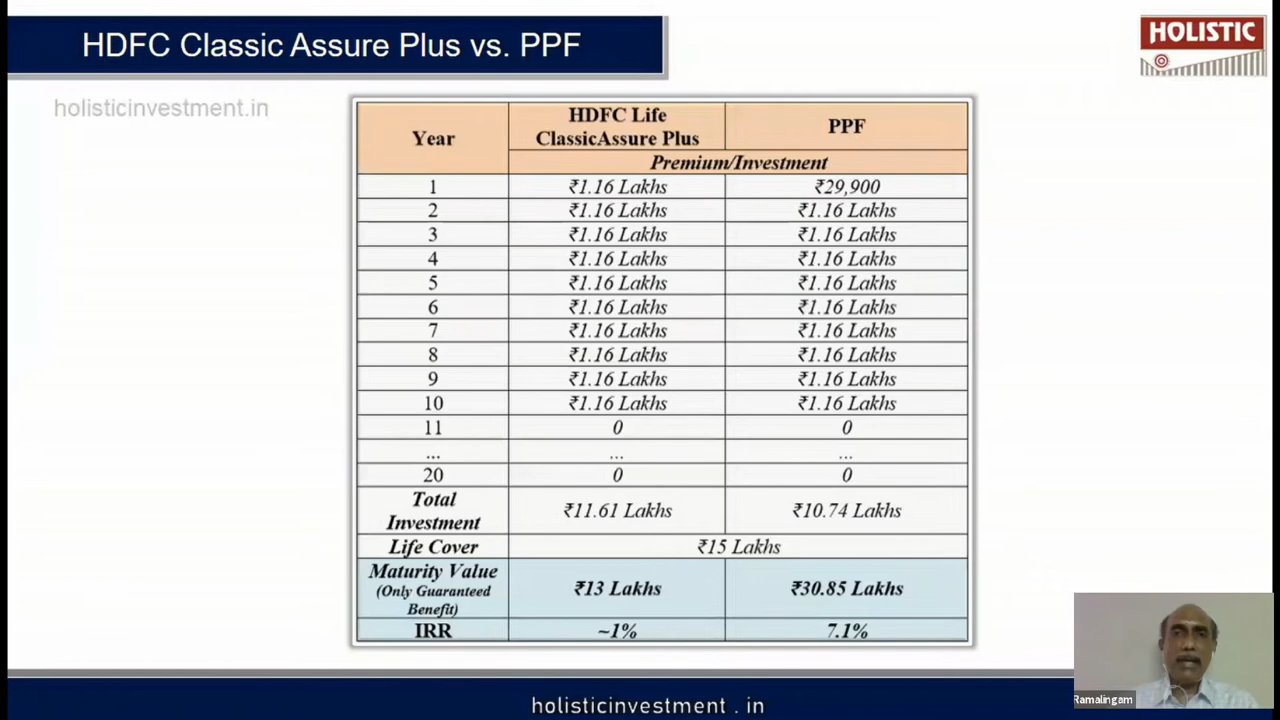 HDFC Classic Assure Plus vs. PPF
HOLISTIC
holisticinvestment.in
Year
HDFC Life
ClassicAssure Plus
PPF
Premium/Investment
1 ₹1.16 Lakhs ₹29,900
2 ₹1.16 Lakhs ₹1.16 Lakhs
3 ₹1.16 Lakhs ₹1.16 Lakhs
4 ₹1.16 Lakhs ₹1.16 Lakhs
5 ₹1.16 Lakhs ₹1.16 Lakhs
6 ₹1.16 Lakhs ₹1.16 Lakhs
7 ₹1.16 Lakhs ₹1.16 Lakhs
8 ₹1.16 Lakhs ₹1.16 Lakhs
9 ₹1.16 Lakhs ₹1.16 Lakhs
10 ₹1.16 Lakhs ₹1.16 Lakhs
11 0 0
... ... ...
20 0 0
Total
Investment
₹11.61 Lakhs ₹10.74 Lakhs
Life Cover ₹15 Lakhs
Maturity Value
(Only Guaranteed
Benefit)
₹13 Lakhs ₹30.85 Lakhs
IRR ~1% 7.1%
Ramalingam
holisticinvestment . in